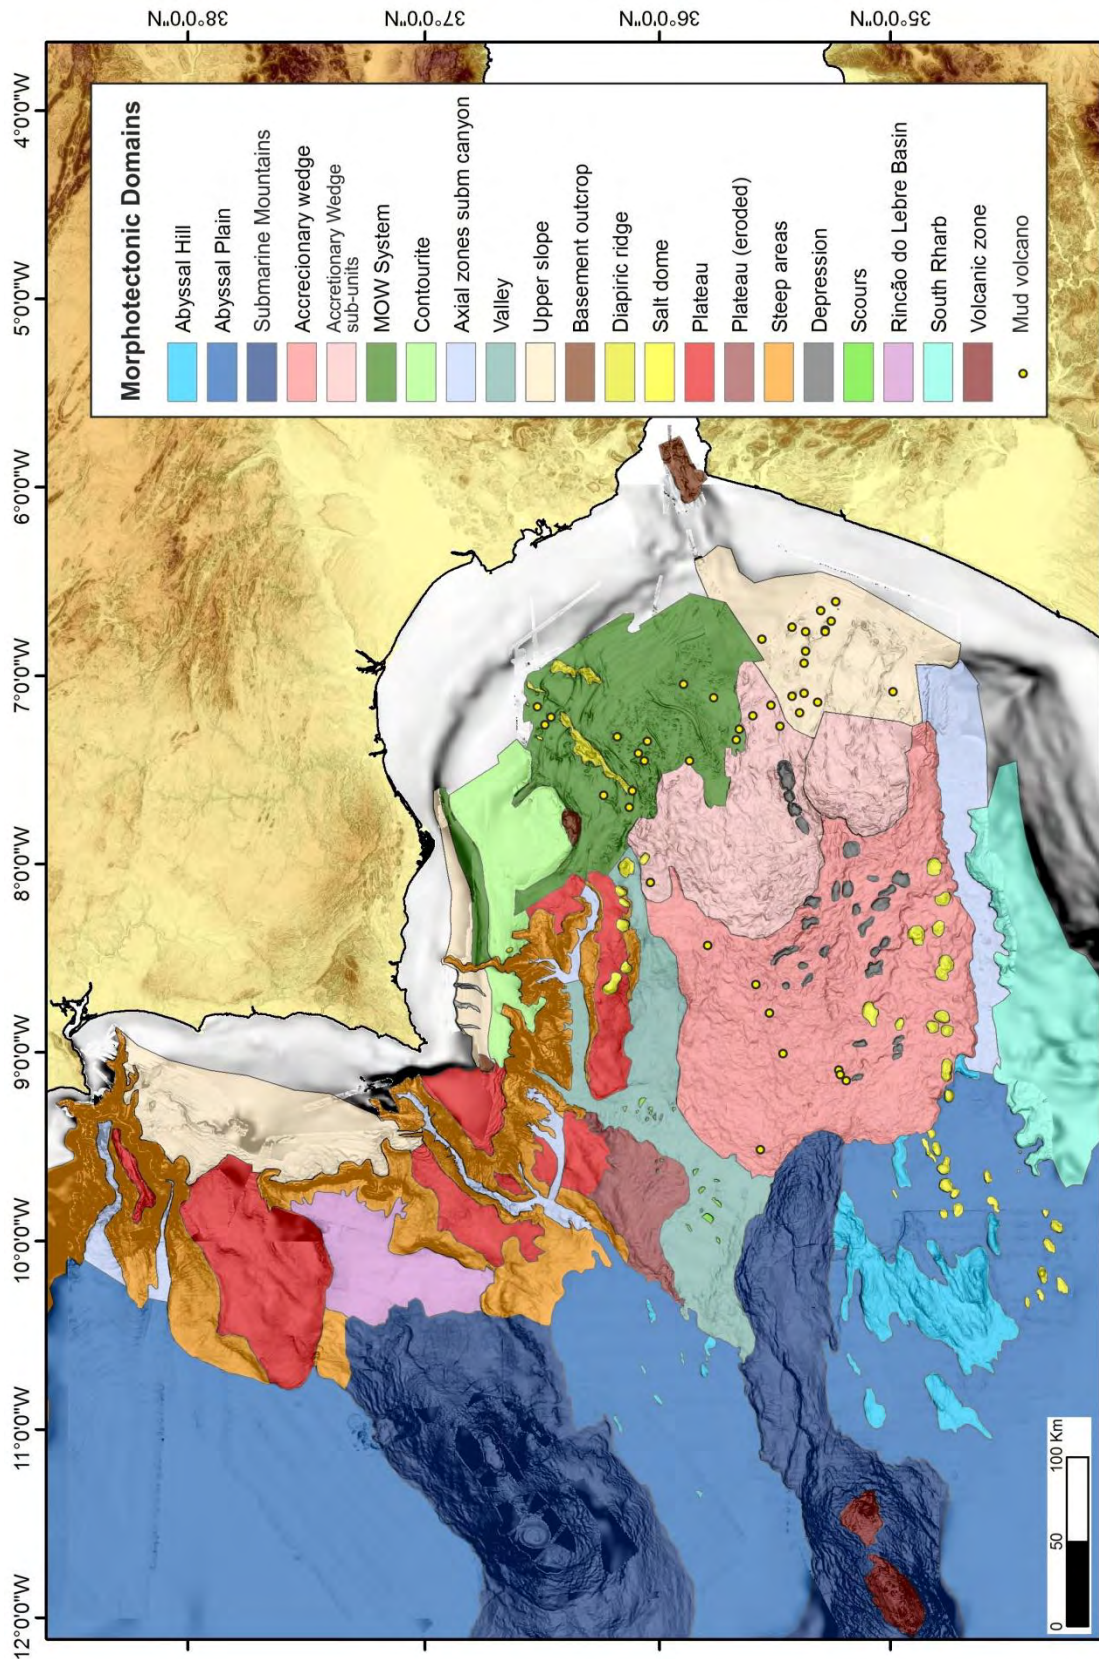 38°0'0"N
37°0'0"N
36°0'0"N
35°0'0"N
12°0'0"W
11°0'0"W
10°0'0"W
9°0'0"W
8°0'0"W
7°0'0"W
6°0'0"W
5°0'0"W
4°0'0"W
Morphotectonic Domains
Abyssal Hill
Abyssal Plain
Submarine Mountains
Accrecionary wedge
Accretionary Wedge
sub-units
MOW System
Contourite
Axial zones subm canyon
Valley
Upper slope
Basement outcrop
Diapiric ridge
Salt dome
Plateau
Plateau (eroded)
Steep areas
Depression
Scours
Rincão do Lebre Basin
South Rharb
Volcanic zone
Mud volcano
0 50 100 Km